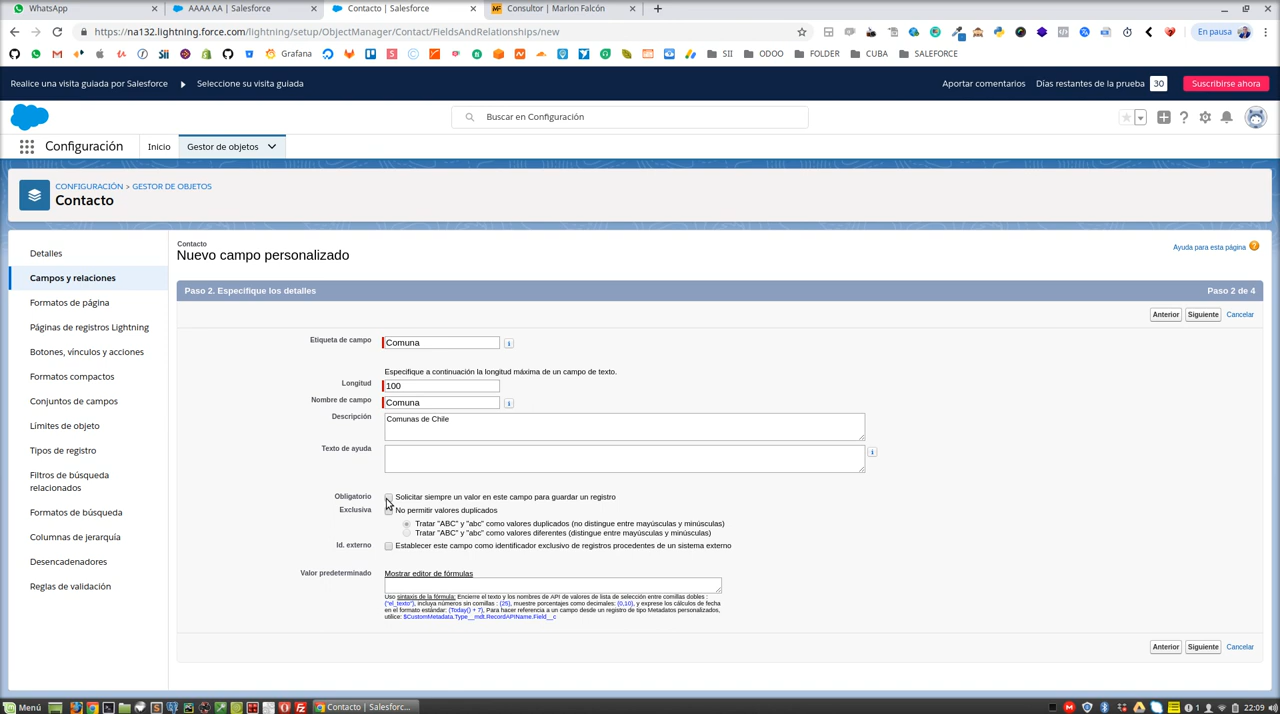 WhatsApp
AAAA AA | Salesforce
Contacto | Salesforce
Consultor | Marlon Falcón
https://na132.lightning.force.com/lightning/setup/ObjectManager/Contact/FieldsAndRelationships/new
En pausa
Grafana
SII
ODOO
FOLDER
CUBA
SALEFORCE
Realice una visita guiada por Salesforce
Seleccione su visita guiada
Aportar comentarios
Días restantes de la prueba
30
Suscribirse ahora
Buscar en Configuración
Configuración
Inicio
Gestor de objetos
CONFIGURACIÓN > GESTOR DE OBJETOS
Contacto
Detalles
Campos y relaciones
Formatos de página
Páginas de registros Lightning
Botones, vínculos y acciones
Formatos compactos
Conjuntos de campos
Límites de objeto
Tipos de registro
Filtros de búsqueda
relacionados
Formatos de búsqueda
Columnas de jerarquía
Desencadenadores
Reglas de validación
Contacto
Nuevo campo personalizado
Ayuda para esta página
Paso 2. Especifique los detalles
Paso 2 de 4
Anterior
Siguiente
Cancelar
Etiqueta de campo
Comuna
Especifique a continuación la longitud máxima de un campo de texto.
Longitud
100
Nombre de campo
Comuna
Descripción
Comunas de Chile
Texto de ayuda
Obligatorio
Solicitar siempre un valor en este campo para guardar un registro
Exclusiva
No permitir valores duplicados
Tratar "ABC" y "abc" como valores duplicados (no distingue entre mayúsculas y minúsculas)
Tratar "ABC" y "abc" como valores diferentes (distingue entre mayúsculas y minúsculas)
Id. externo
Establecer este campo como identificador exclusivo de registros procedentes de un sistema externo
Valor predeterminado
Mostrar editor de fórmulas
Uso sintaxis de la fórmula: Encierre el texto y los nombres de API de valores de lista de selección entre comillas dobles :
("el_texto"), incluya números sin comillas : (25), muestre porcentajes como decimales: (0,10), y exprese los cálculos de fecha
en el formato estándar: (Today() + 7), Para hacer referencia a un campo desde un registro de tipo Metadatos personalizados,
utilice: $CustomMetadata.Type__mdt.RecordAPIName.Field__c
Anterior
Siguiente
Cancelar
Menú
Contacto | Salesforc...
1
22:09